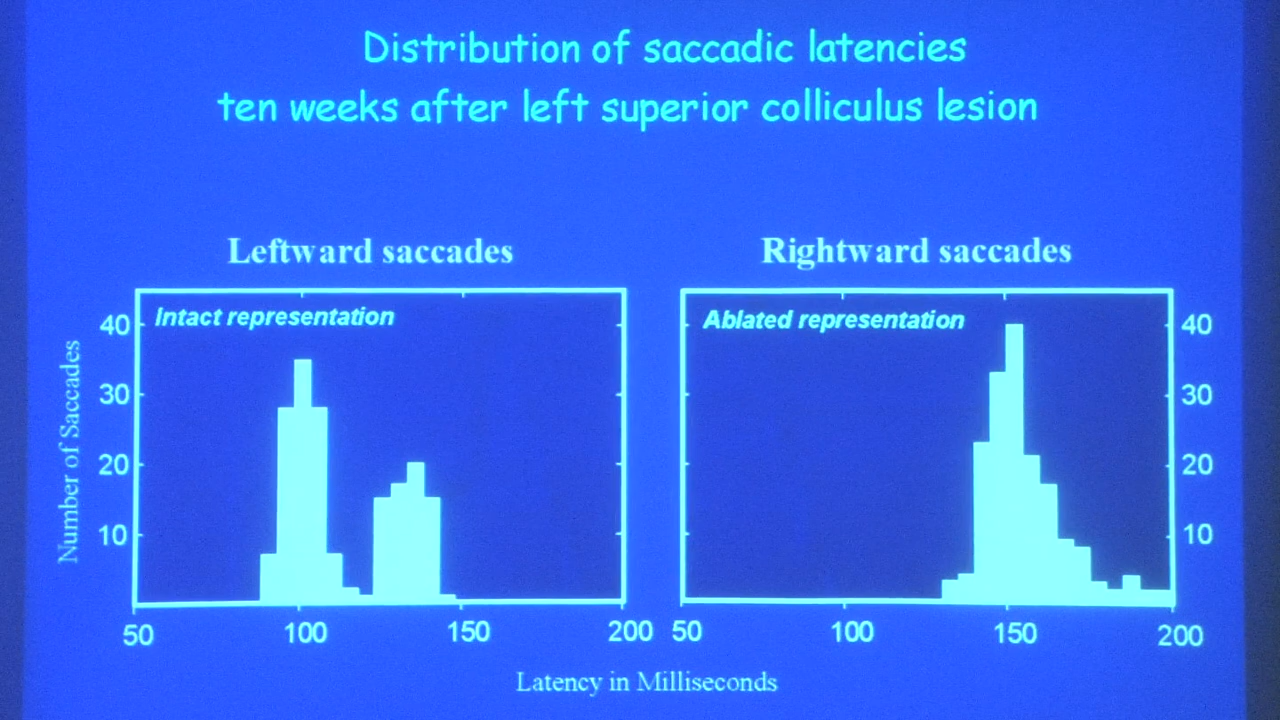 Distribution of saccadic latencies
ten weeks after left superior colliculus lesion
Leftward saccades
Rightward saccades
Intact representation
Ablated representation
Number of Saccades
40
30
20
10
40
30
20
10
50 100 150 200
50 100 150 200
Latency in Milliseconds